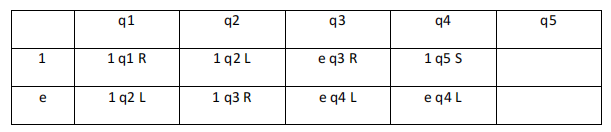 q1 q2 q3 q4 q5
1 1 q1 R 1 q2 L e q3 R 1 q5 S
e 1 q2 L 1 q3 R e q4 L e q4 L